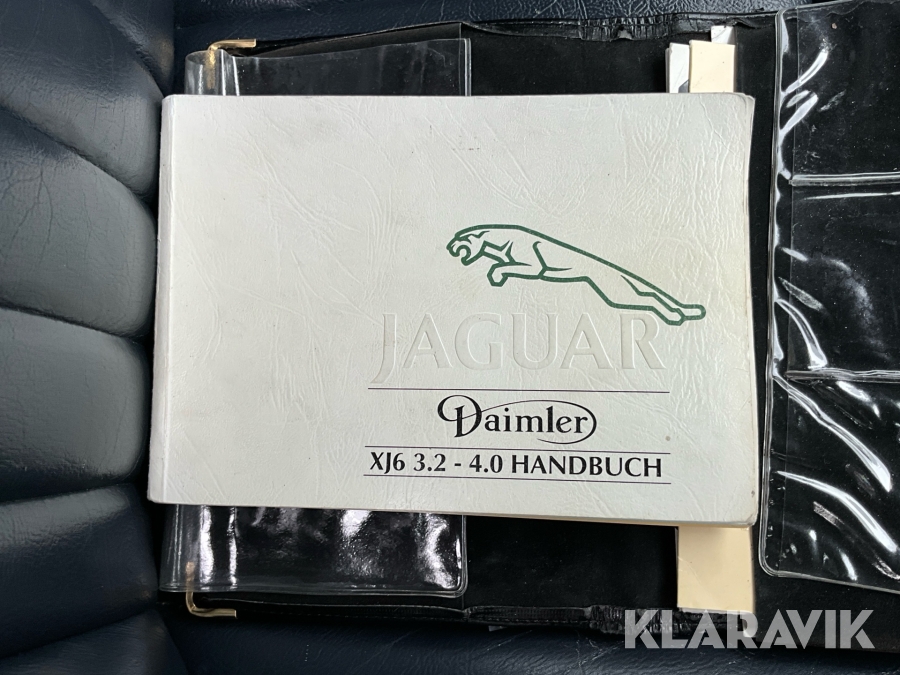 JAGUAR
Daimler
XJ6 3.2 - 4.0 HANDBUCH
KLARAVIK